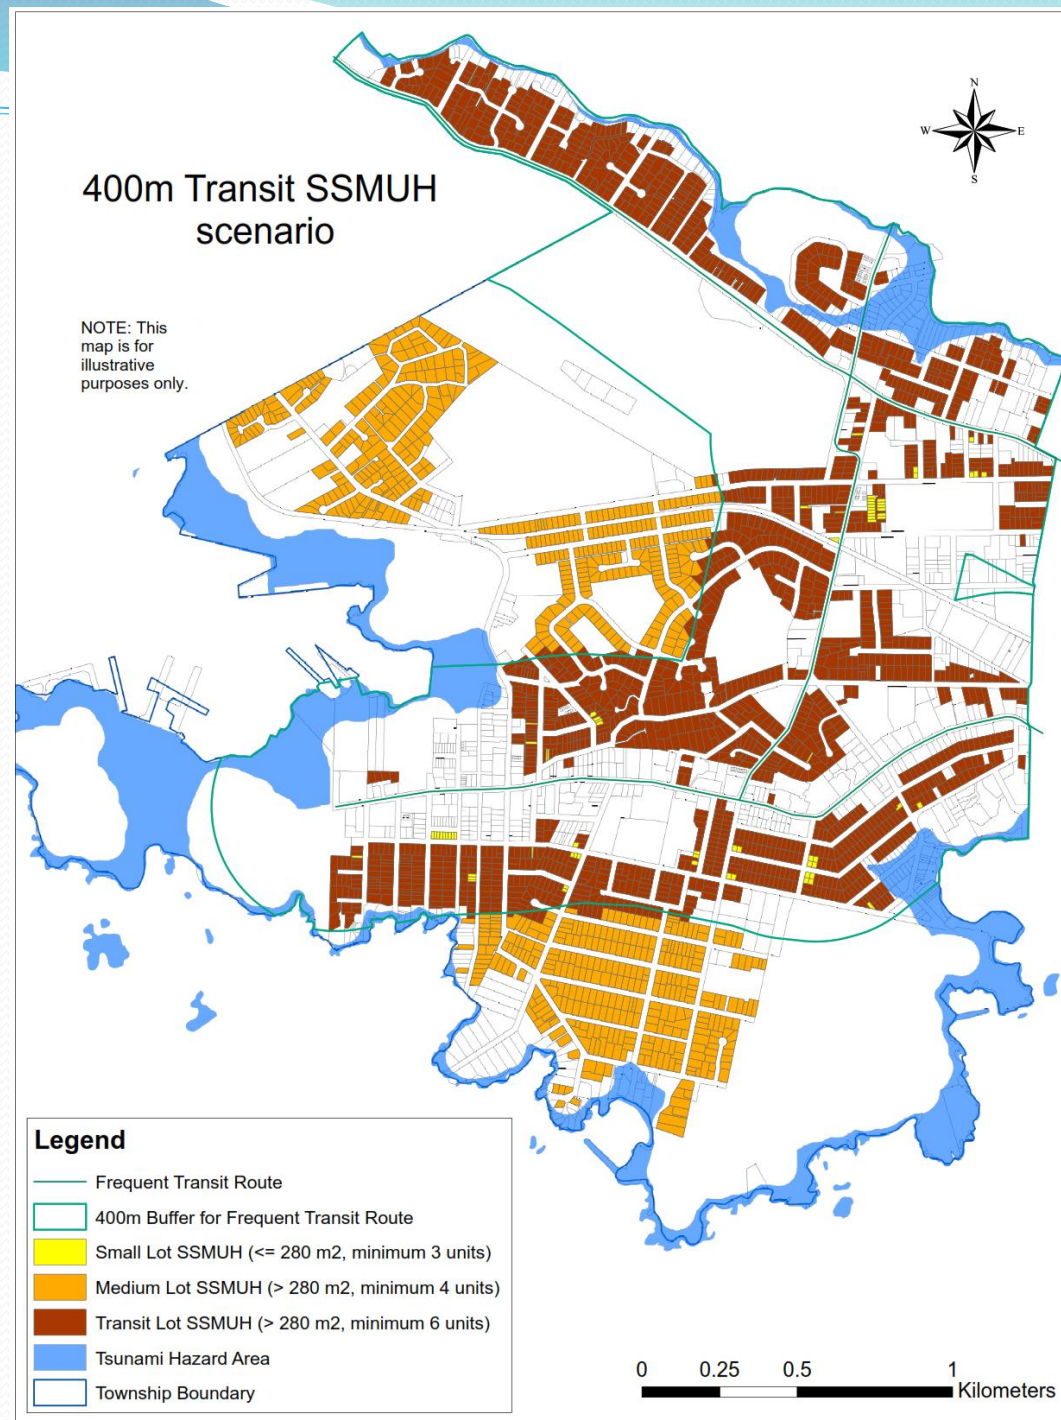 N
W
E
S
400m Transit SSMUH
scenario
NOTE: This
map is for
illustrative
purposes only.
Legend
Frequent Transit Route
400m Buffer for Frequent Transit Route
Small Lot SSMUH (<= 280 m2, minimum 3 units)
Medium Lot SSMUH (> 280 m2, minimum 4 units)
Transit Lot SSMUH (> 280 m2, minimum 6 units)
Tsunami Hazard Area
Township Boundary
0 0.25 0.5 1
Kilometers